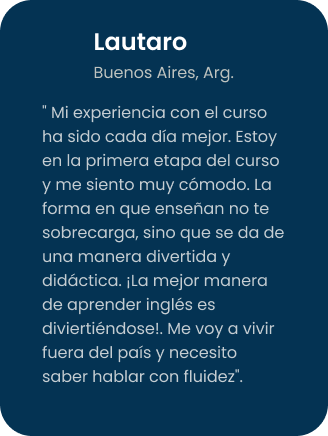 Lautaro
Buenos Aires, Arg.
" Mi experiencia con el curso
ha sido cada día mejor. Estoy
en la primera etapa del curso
y me siento muy cómodo. La
forma en que enseñan no te
sobrecarga, sino que se da de
una manera divertida y
didáctica. ¡La mejor manera
de aprender inglés es
diviertiéndose!. Me voy a vivir
fuera del país y necesito
saber hablar con fluidez".